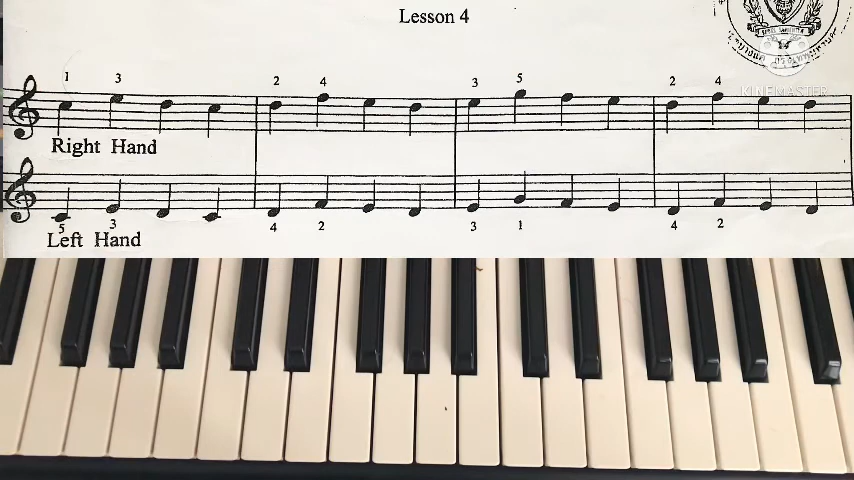 Lesson 4
KINEMASTER
1 3 2 4 3 5 2 4
Right Hand
5 3 4 2 3 1 4 2
Left Hand